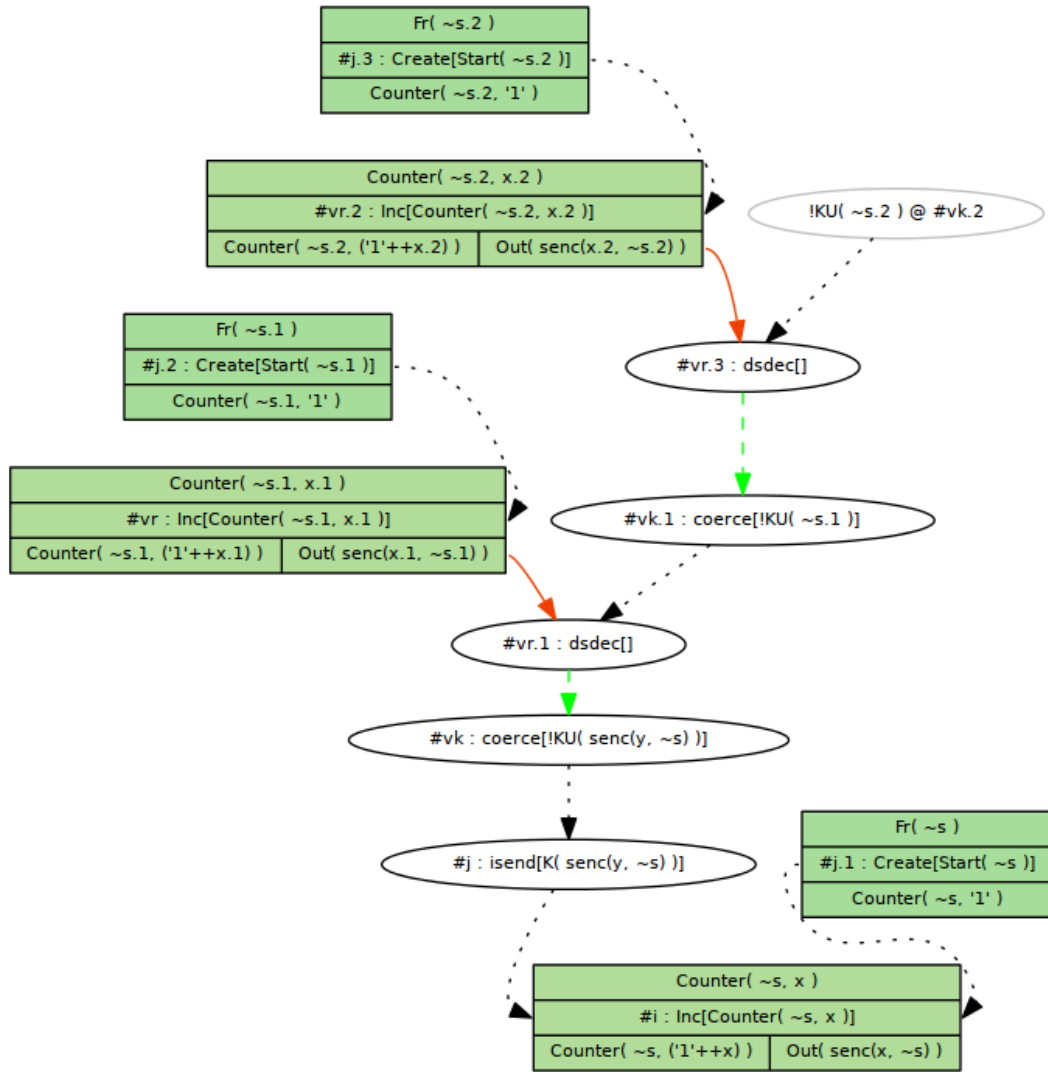 Fr( ~s.2 )
#j.3 : Create[Start( ~s.2 )]
Counter( ~s.2, '1' )
Counter( ~s.2, x.2 )
#vr.2 : Inc[Counter( ~s.2, x.2 )]
Counter( ~s.2, ('1'++x.2) )
Out( senc(x.2, ~s.2) )
!KU( ~s.2 ) @ #vk.2
#vr.3 : dsdec[]
Fr( ~s.1 )
#j.2 : Create[Start( ~s.1 )]
Counter( ~s.1, '1' )
Counter( ~s.1, x.1 )
#vr : Inc[Counter( ~s.1, x.1 )]
Counter( ~s.1, ('1'++x.1) )
Out( senc(x.1, ~s.1) )
#vk.1 : coerce[!KU( ~s.1 )]
#vr.1 : dsdec[]
#vk : coerce[!KU( senc(y, ~s) )]
#j : isend[K( senc(y, ~s) )]
Fr( ~s )
#j.1 : Create[Start( ~s )]
Counter( ~s, '1' )
Counter( ~s, x )
#i : Inc[Counter( ~s, x )]
Counter( ~s, ('1'++x) )
Out( senc(x, ~s) )